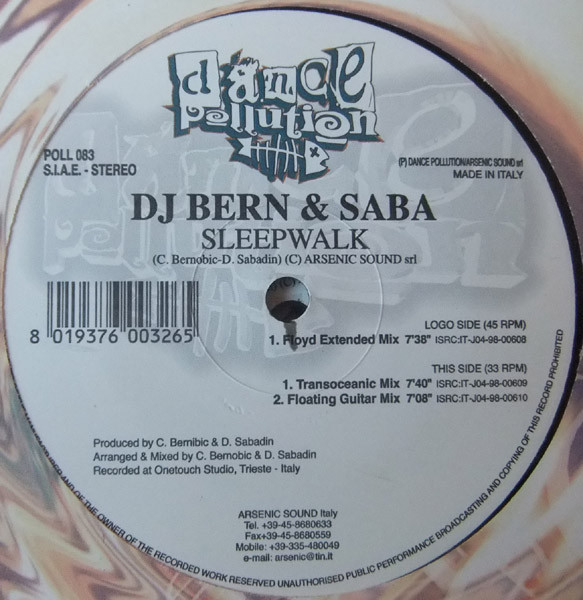 dance
pollution
POLL 083
S.I.A.E. - STEREO
(P) DANCE POLLUTION/ARSENIC SOUND srl
MADE IN ITALY
DJ BERN & SABA
SLEEPWALK
(C. Bernobic-D. Sabadin) (C) ARSENIC SOUND srl
8 019376 003265
LOGO SIDE (45 RPM)
1. Floyd Extended Mix 7'38" ISRC:IT-J04-98-00608
THIS SIDE (33 RPM)
1. Transoceanic Mix 7'40" ISRC:IT-J04-98-00609
2. Floating Guitar Mix 7'08" ISRC:IT-J04-98-00610
Produced by C. Bernibic & D. Sabadin
Arranged & Mixed by C. Bernobic & D. Sabadin
Recorded at Onetouch Studio, Trieste - Italy
ARSENIC SOUND Italy
Tel. +39-45-8680633
Fax+39-45-8680559
Mobile: +39-335-480049
e-mail: arsenic@tin.it
AND OF THE OWNER OF THE RECORDED WORK RESERVED UNAUTHORISED PUBLIC PERFORMANCE BROADCASTING AND COPYING OF THIS RECORD PROHIBITED